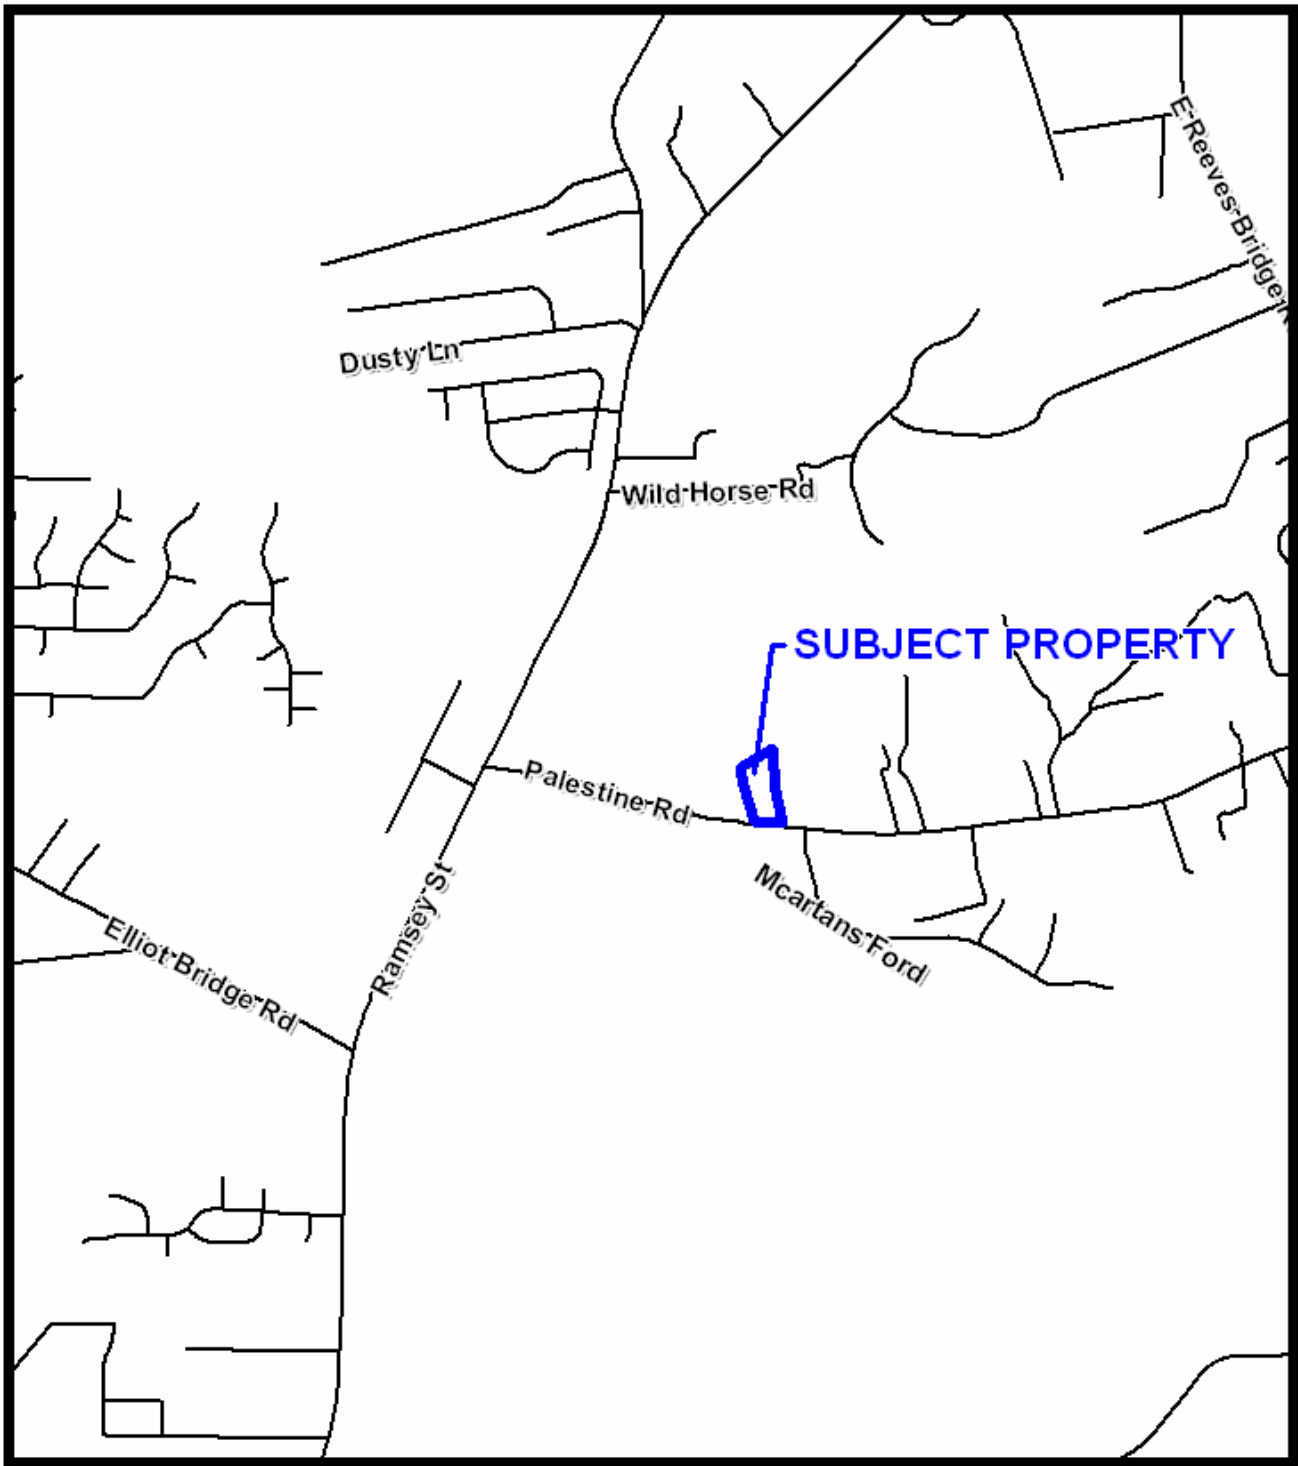 E Reeves Bridge
Dusty Ln
Wild Horse Rd
SUBJECT PROPERTY
Palestine Rd
Ramsey St
Mcartans Ford
Elliot Bridge Rd